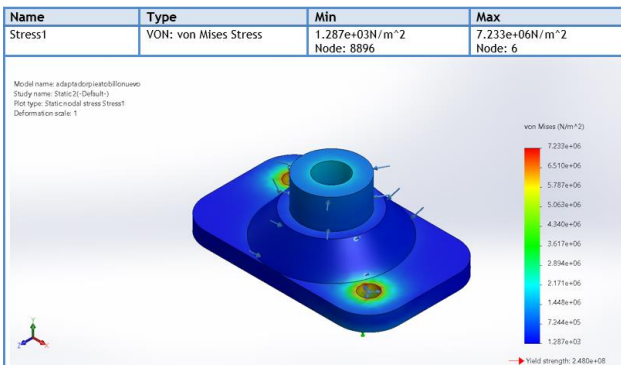 Name Type Min Max
Stress1 VON: von Mises Stress 1.287e+03N/m^2 7.233e+06N/m^2
Node: 8896 Node: 6
Model name: adaptadorpieatobillonuevo
Study name: Static 2(-Default-)
Plot type: Static nodal stress Stress1
Deformation scale: 1
von Mises (N/m^2)
7.233e+06
6.510e+06
5.787e+06
5.063e+06
4.340e+06
3.617e+06
2.894e+06
2.171e+06
1.448e+06
7.244e+05
1.287e+03
Yield strength: 2.480e+08